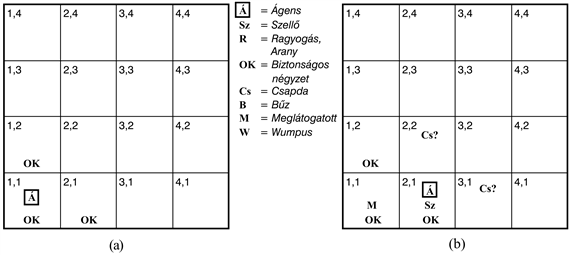 1,4 2,4 3,4 4,4
1,3 2,3 3,3 4,3
1,2 2,2 3,2 4,2
OK
1,1 2,1 3,1 4,1
Á
OK OK
(a)
Á = Ágens
Sz = Szellő
R = Ragyogás,
Arany
OK = Biztonságos
négyzet
Cs = Csapda
B = Bűz
M = Meglátogatott
W = Wumpus
1,4 2,4 3,4 4,4
1,3 2,3 3,3 4,3
1,2 2,2 3,2 4,2
Cs?
OK
1,1 2,1 3,1 4,1
Á Cs?
M Sz
OK OK
(b)